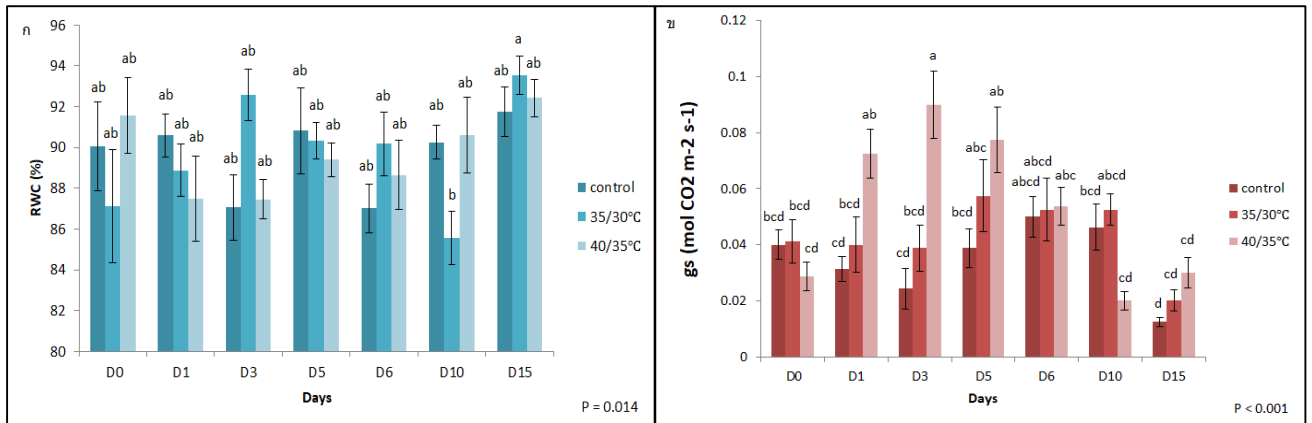 ก
96
94
92
90
88
86
84
82
80
RWC (%)
ab ab ab
ab ab ab
ab ab ab
ab ab ab
ab ab ab
ab b ab
ab a ab
D0 D1 D3 D5 D6 D10 D15
Days
control
35/30°C
40/35°C
P = 0.014
ข
0.12
0.1
0.08
0.06
0.04
0.02
0
gs (mol CO2 m-2 s-1)
bcd bcd cd
bcd bcd ab
cd bcd a
bcd abc ab
abcd abcd abc
bcd abcd cd
d cd cd
D0 D1 D3 D5 D6 D10 D15
Days
control
35/30°C
40/35°C
P < 0.001